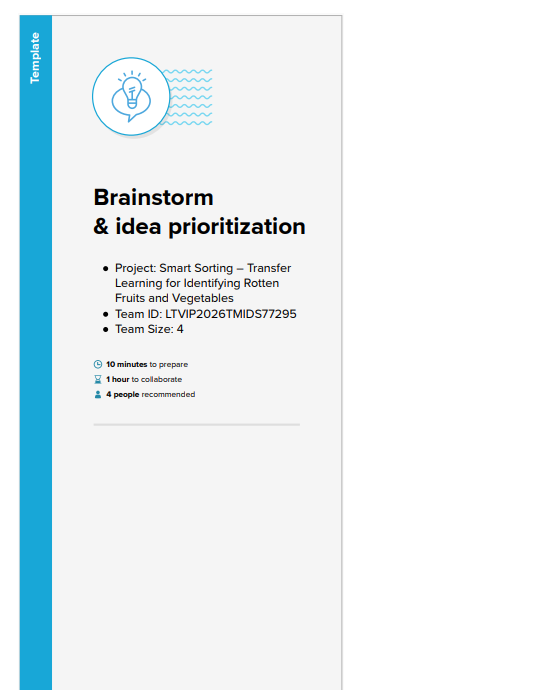 Template
Brainstorm
& idea prioritization
● Project: Smart Sorting – Transfer
Learning for Identifying Rotten
Fruits and Vegetables
● Team ID: LTVIP2026TMIDS77295
● Team Size: 4
10 minutes to prepare
1 hour to collaborate
4 people recommended